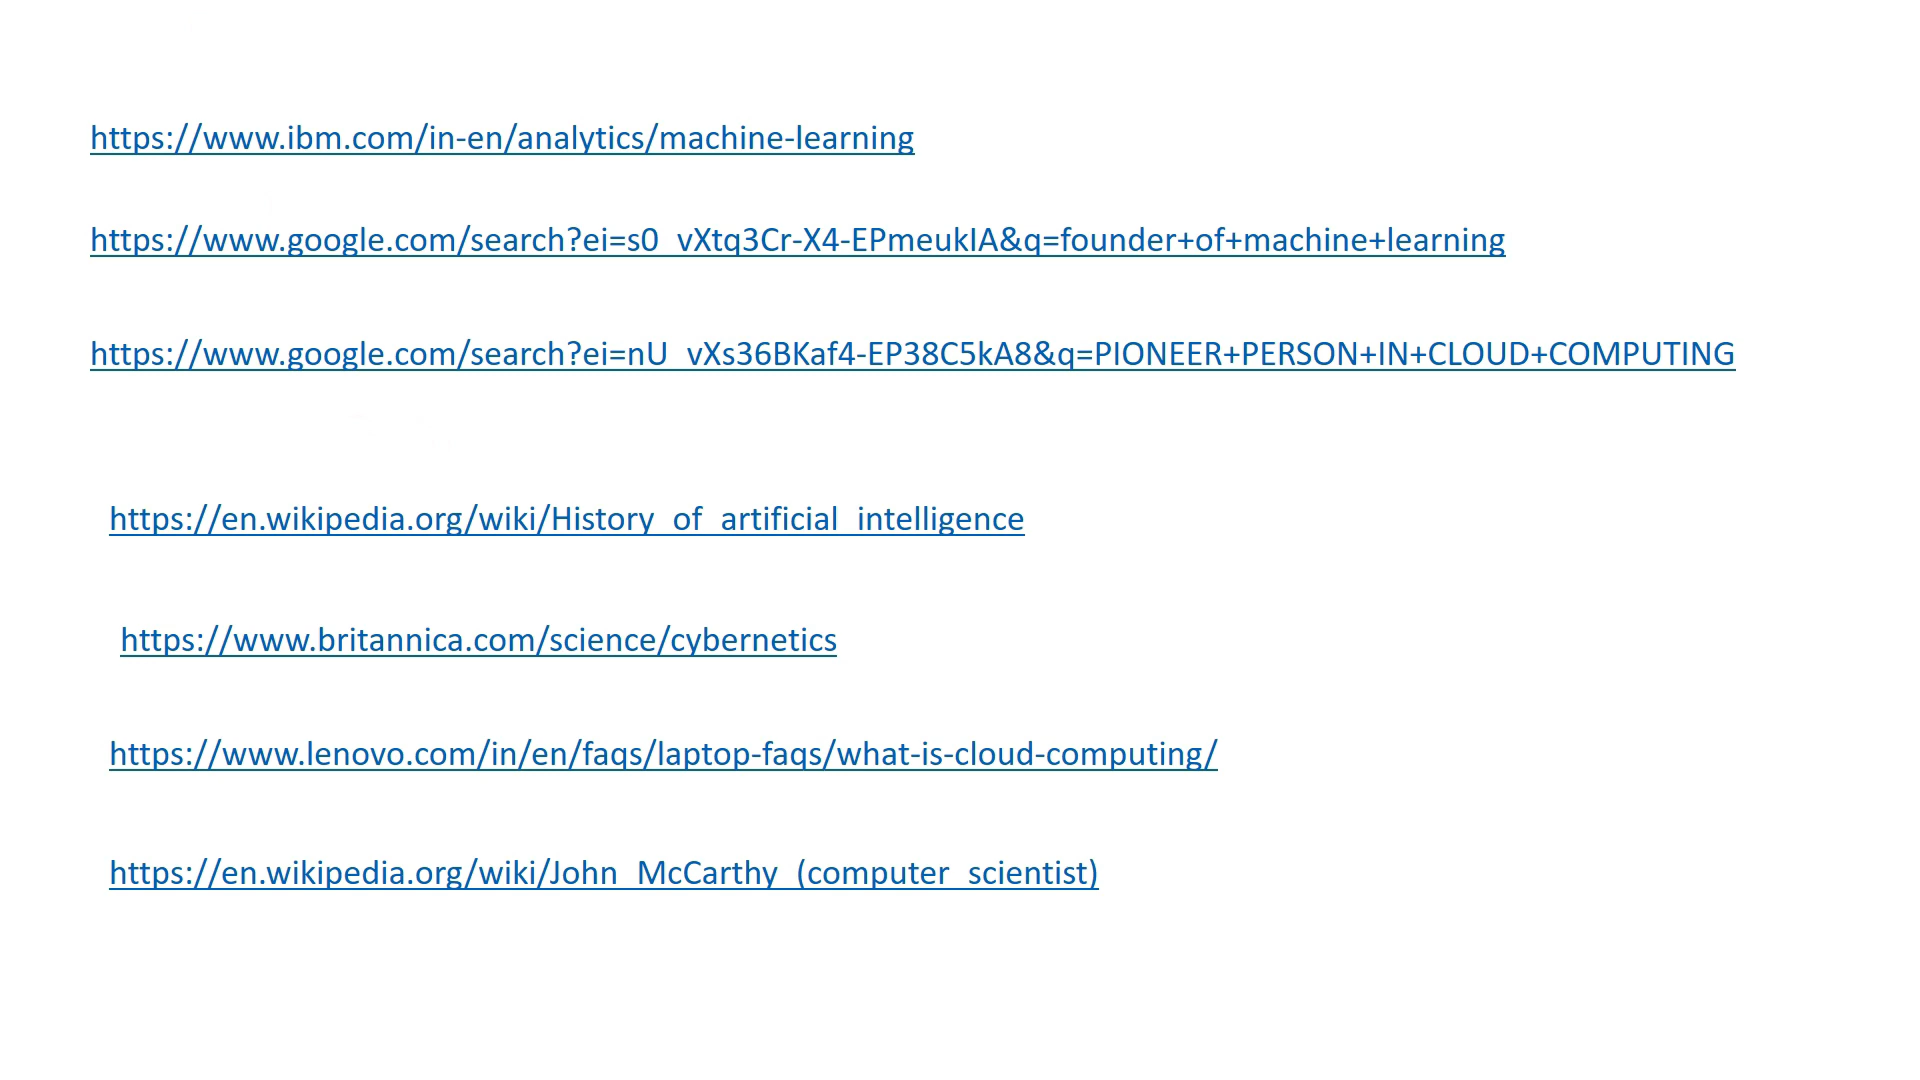 https://www.ibm.com/in-en/analytics/machine-learning
https://www.google.com/search?ei=s0_vXtq3Cr-X4-EPmeukIA&q=founder+of+machine+learning
https://www.google.com/search?ei=nU_vXs36BKaf4-EP38C5kA8&q=PIONEER+PERSON+IN+CLOUD+COMPUTING
https://en.wikipedia.org/wiki/History_of_artificial_intelligence
https://www.britannica.com/science/cybernetics
https://www.lenovo.com/in/en/faqs/laptop-faqs/what-is-cloud-computing/
https://en.wikipedia.org/wiki/John_McCarthy_(computer_scientist)